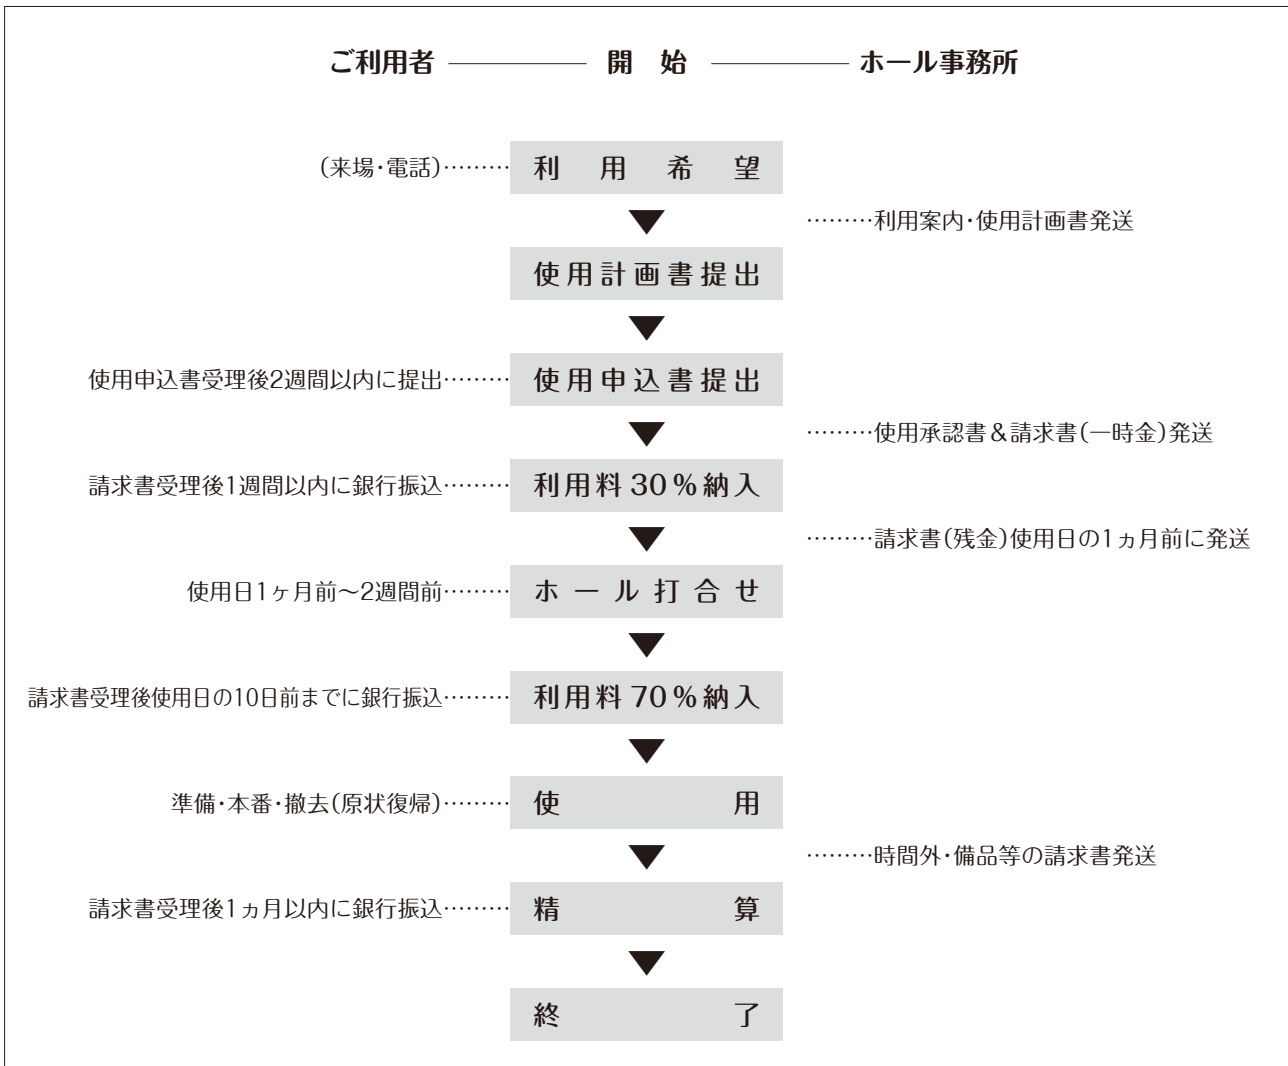 ご利用者 開始 ホール事務所
(来場・電話)………利用希望
………利用案内・使用計画書発送
使用計画書提出
使用申込書受理後2週間以内に提出………使用申込書提出
………使用承認書&請求書(一時金)発送
請求書受理後1週間以内に銀行振込………利用料30%納入
………請求書(残金)使用日の1ヵ月前に発送
使用日1ヶ月前〜2週間前………ホール打合せ
請求書受理後使用日の10日前までに銀行振込………利用料70%納入
準備・本番・撤去(原状復帰)………使用
………時間外・備品等の請求書発送
請求書受理後1ヵ月以内に銀行振込………精算
終了